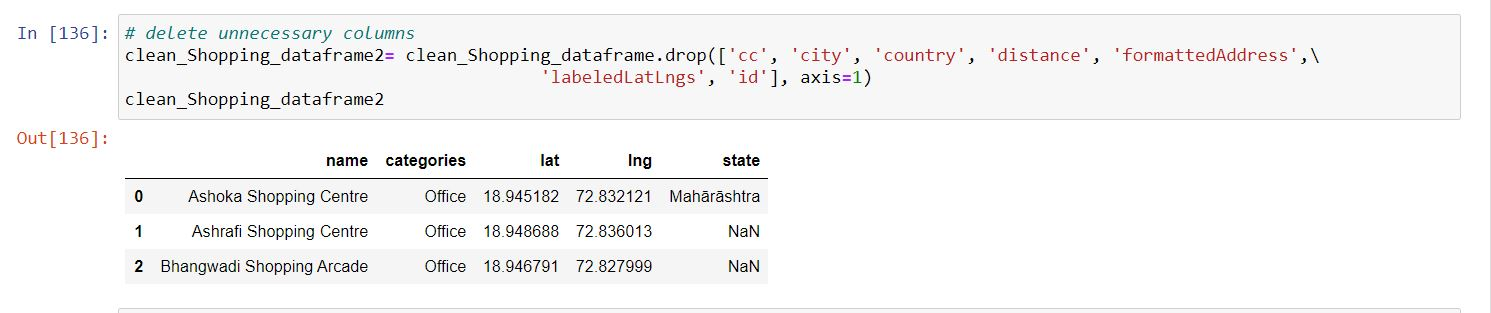 In [136]: # delete unnecessary columns
clean_Shopping_dataframe2= clean_Shopping_dataframe.drop(['cc', 'city', 'country', 'distance', 'formattedAddress',\
'labeledLatLngs', 'id'], axis=1)
clean_Shopping_dataframe2
Out[136]:
name categories lat lng state
0 Ashoka Shopping Centre Office 18.945182 72.832121 Mahārāshtra
1 Ashrafi Shopping Centre Office 18.948688 72.836013 NaN
2 Bhangwadi Shopping Arcade Office 18.946791 72.827999 NaN